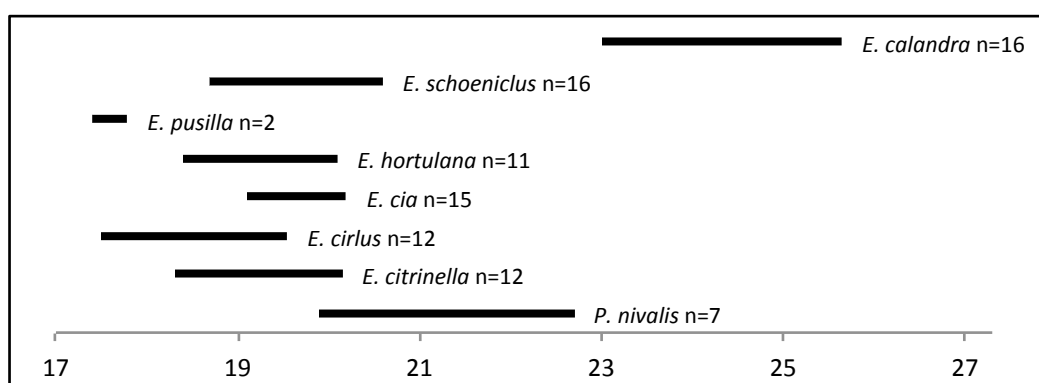 E. calandra n=16
E. schoeniclus n=16
E. pusilla n=2
E. hortulana n=11
E. cia n=15
E. cirlus n=12
E. citrinella n=12
P. nivalis n=7
17 19 21 23 25 27